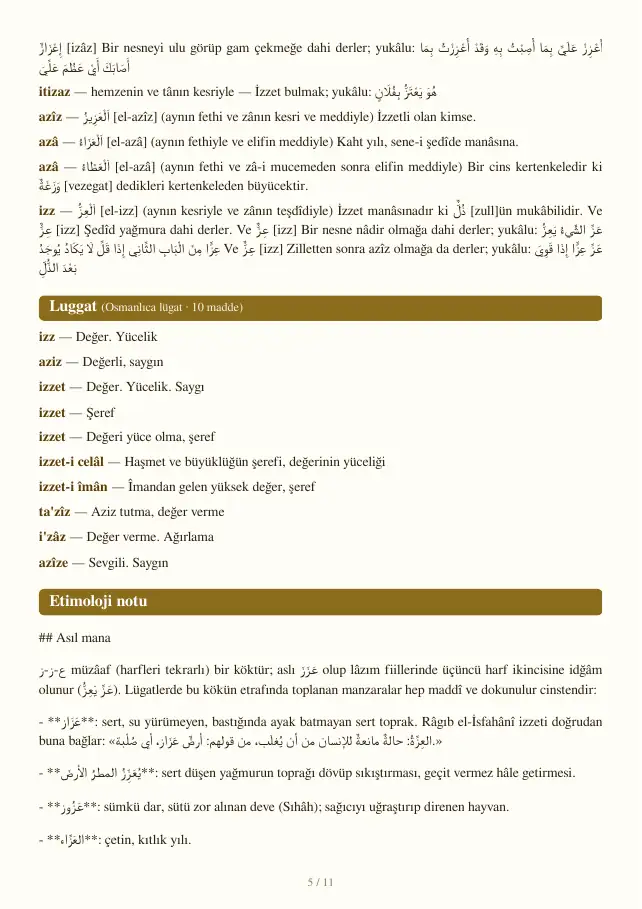 إِعْزَازٌ [izâz] Bir nesneyi ulu görüp gam çekmeğe dahi derler; yukâlu: أَعْزِزْ عَلَيَّ بِمَا أُصِبْتَ بِهِ وَقَدْ أُعْزِزْتُ بِمَا
أَصَابَكَ أَيْ عَظُمَ عَلَيَّ
itizaz — hemzenin ve tânın kesriyle — İzzet bulmak; yukâlu: هُوَ يَعْتَزُّ بِفُلَانٍ
azîz — اَلْعَزِيزُ [el-azîz] (aynın fethi ve zânın kesri ve meddiyle) İzzetli olan kimse.
azâ — اَلْعَزَاءُ [el-azâ] (aynın fethiyle ve elifin meddiyle) Kaht yılı, sene-i şedîde manâsına.
azâ — اَلْعَظَاءُ [el-azâ] (aynın fethi ve zâ-i mucemeden sonra elifin meddiyle) Bir cins kertenkeledir ki
وَزَغَةٌ [vezegat] dedikleri kertenkeleden büyücektir.
izz — اَلْعِزُّ [el-izz] (aynın kesriyle ve zânın teşdîdiyle) İzzet manâsınadır ki ذُلٌّ [zull]ün mukâbilidir. Ve
عِزٌّ [izz] Şedîd yağmura dahi derler. Ve عِزٌّ [izz] Bir nesne nâdir olmağa dahi derler; yukâlu: عَزَّ الشَّيْءُ يَعِزُّ
عِزًّا مِنَ الْبَابِ الثَّانِي إِذَا قَلَّ لَا يَكَادُ يُوجَدُ Ve عِزٌّ [izz] Zilletten sonra azîz olmağa da derler; yukâlu: عَزَّ عِزًّا إِذَا قَوِيَ
بَعْدَ الذُّلِّ
Luggat (Osmanlıca lügat · 10 madde)
izz — Değer. Yücelik
aziz — Değerli, saygın
izzet — Değer. Yücelik. Saygı
izzet — Şeref
izzet — Değeri yüce olma, şeref
izzet-i celâl — Haşmet ve büyüklüğün şerefi, değerinin yüceliği
izzet-i îmân — Îmandan gelen yüksek değer, şeref
ta'zîz — Aziz tutma, değer verme
i'zâz — Değer verme. Ağırlama
azîze — Sevgili. Saygın
Etimoloji notu
## Asıl mana
ع-ز-ز müzâaf (harfleri tekrarlı) bir köktür; aslı عَزَزَ olup lâzım fiillerinde üçüncü harf ikincisine idğâm
olunur (عَزَّ يَعِزُّ). Lügatlerde bu kökün etrafında toplanan manzaralar hep maddî ve dokunulur cinstendir:
- **عَزَاز**: sert, su yürümeyen, bastığında ayak batmayan sert toprak. Râgıb el-İsfahânî izzeti doğrudan
buna bağlar: «العِزَّةُ: حالةٌ مانعةٌ للإنسان من أن يُغلَب، من قولهم: أرضٌ عَزَاز، أي صُلْبة.»
- **يُعَزِّزُ المطرُ الأرضَ**: sert düşen yağmurun toprağı dövüp sıkıştırması, geçit vermez hâle getirmesi.
- **عَزُوز**: sümkü dar, sütü zor alınan deve (Sıhâh); sağıcıyı uğraştırıp direnen hayvan.
- **العَزَّاء**: çetin, kıtlık yılı.
5 / 11